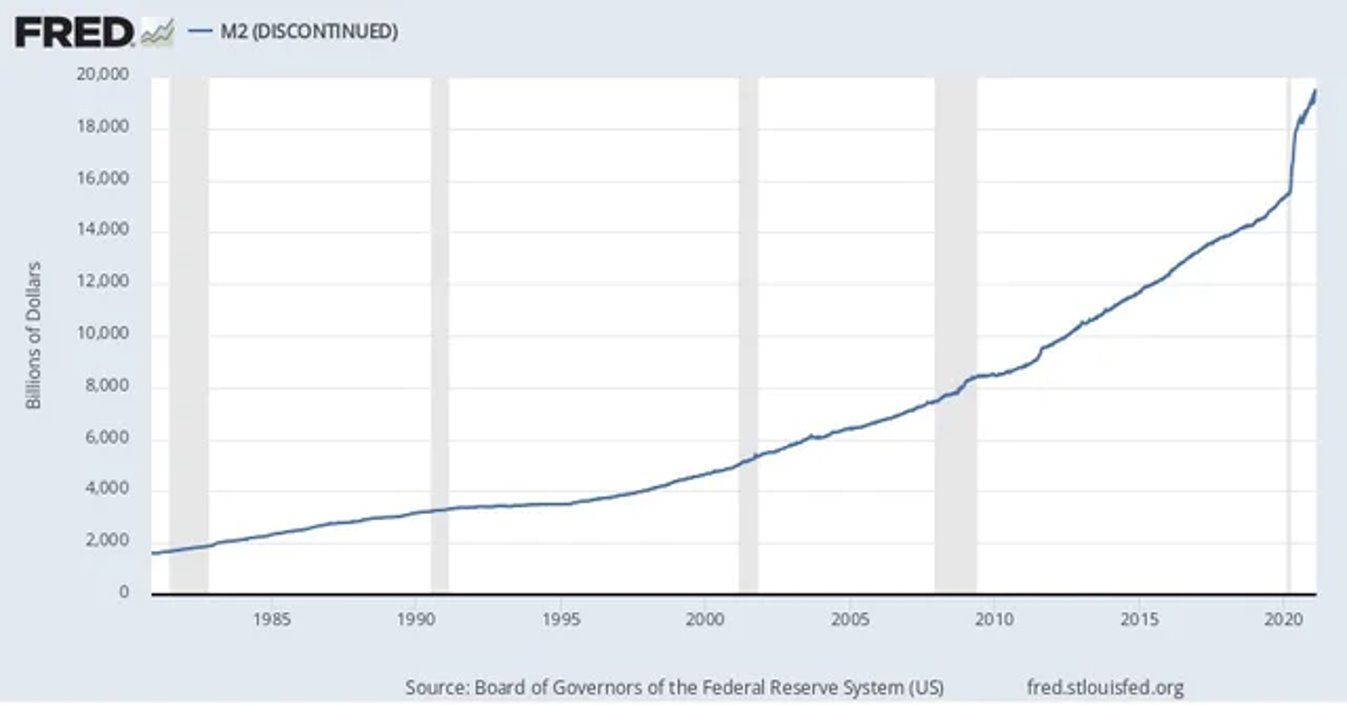 FRED M2 (DISCONTINUED)
20,000
18,000
16,000
14,000
12,000
10,000
8,000
6,000
4,000
2,000
0
Billions of Dollars
1985 1990 1995 2000 2005 2010 2015 2020
Source: Board of Governors of the Federal Reserve System (US) fred.stlouisfed.org